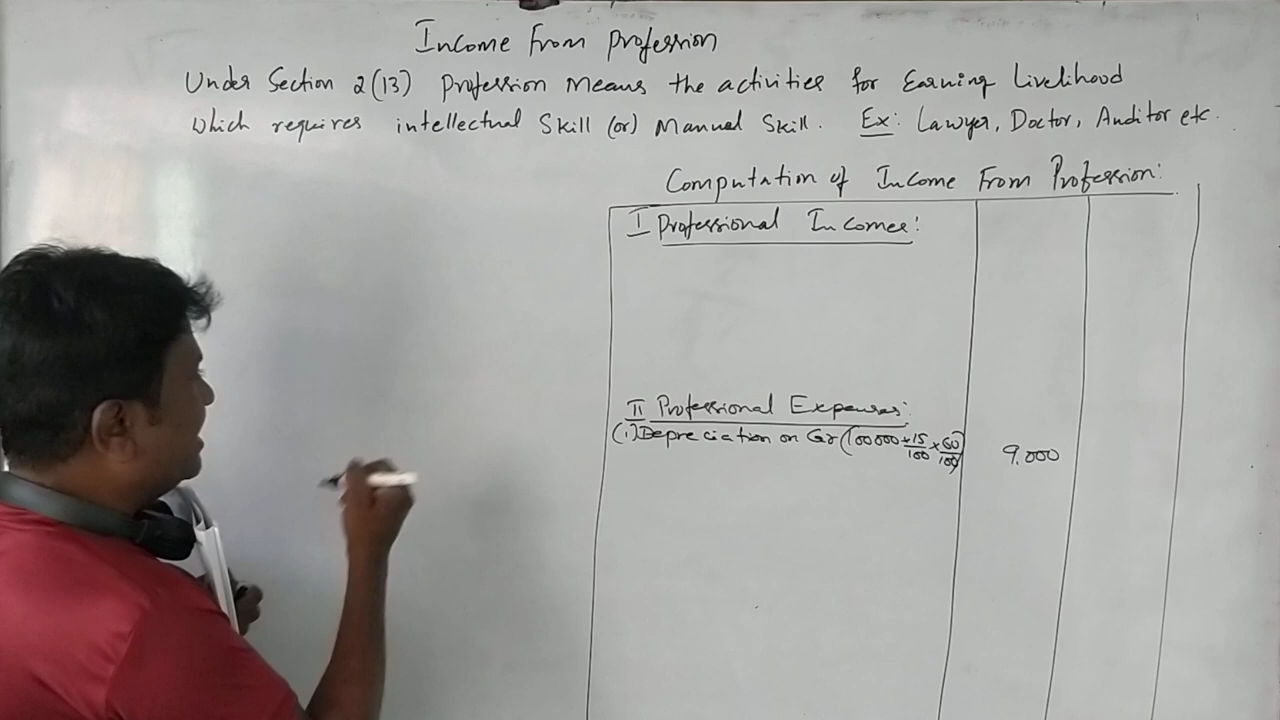 Income From Profession
Under Section 2(13) Profession Means the activities for Earning Livelihood
Which requires intellectual Skill (or) Manual Skill. Ex: Lawyer, Doctor, Auditor etc.
Computation of Income From Profession:
I Professional Incomes:
II Professional Expenses:
(i) Depreciation on Car (100000 × 15/100 × 60/100) 9.000